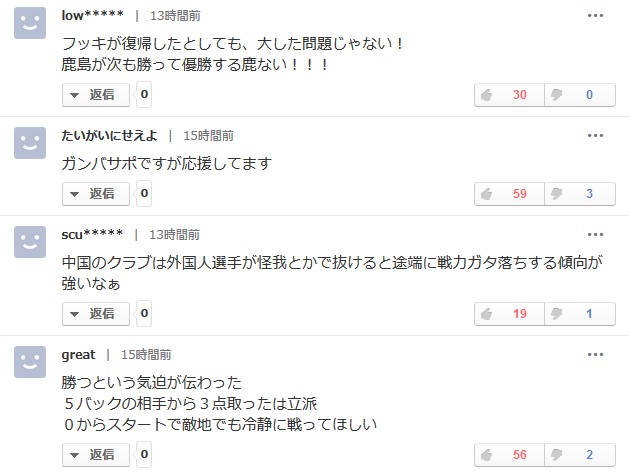 low***** | 13時間前
フッキが復帰したとしても、大した問題じゃない！
鹿島が次も勝って優勝する鹿ない！！！
返信 0 30 0
たいがいにせえよ | 15時間前
ガンバサポですが応援してます
返信 0 59 3
scu***** | 13時間前
中国のクラブは外国人選手が怪我とかで抜けると途端に戦力ガタ落ちする傾向が
強いなぁ
返信 0 19 1
great | 15時間前
勝つという気迫が伝わった
５バックの相手から３点取ったは立派
０からスタートで敵地でも冷静に戦ってほしい
返信 0 56 2